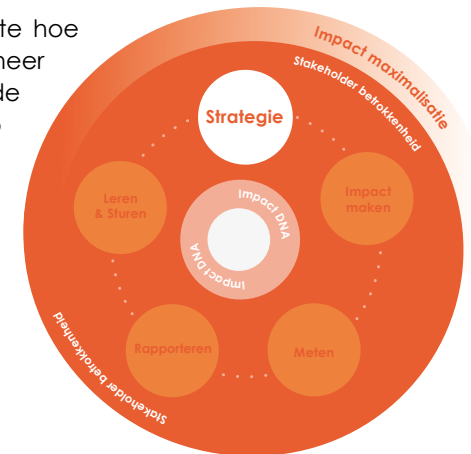 te hoe
neer
de
Impact maximalisatie
Stakeholder betrokkenheid
Strategie
Leren
& Sturen
Impact
maken
Impact DNA
Impact DNA
Rapporteren
Meten
Stakeholder betrokkenheid